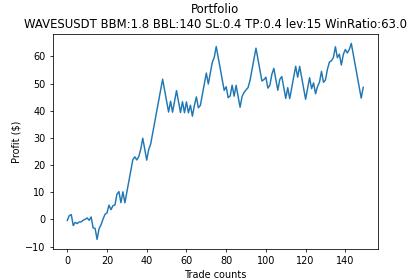 Portfolio
WAVESUSDT BBM:1.8 BBL:140 SL:0.4 TP:0.4 lev:15 WinRatio:63.0
60
50
40
30
20
10
0
−10
Profit ($)
0 20 40 60 80 100 120 140
Trade counts